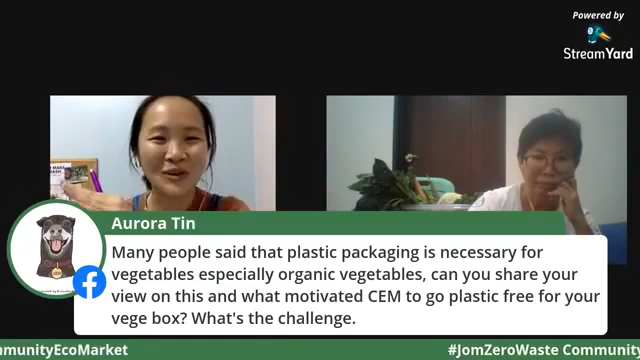 Powered by
StreamYard
Aurora Tin
Many people said that plastic packaging is necessary for
vegetables especially organic vegetables, can you share your
view on this and what motivated CEM to go plastic free for your
vege box? What's the challenge.
mmunityEcoMarket
#JomZeroWaste Community